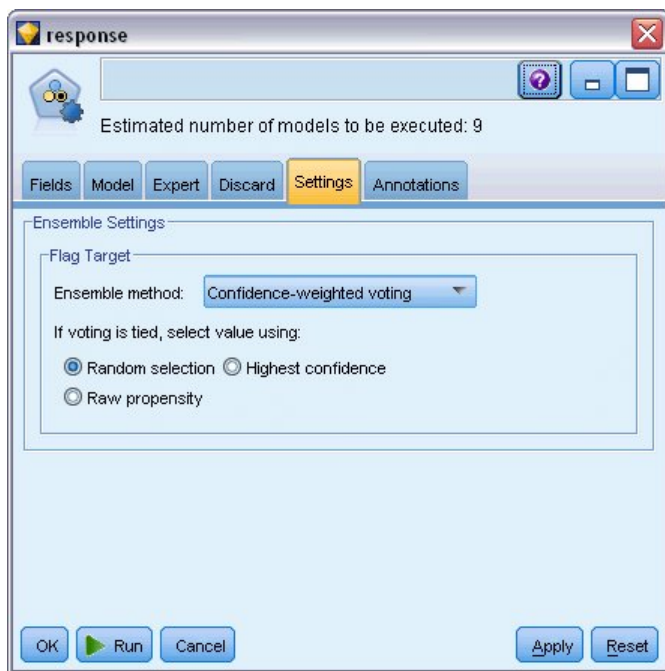 response
Estimated number of models to be executed: 9
Fields Model Expert Discard Settings Annotations
Ensemble Settings
Flag Target
Ensemble method: Confidence-weighted voting
If voting is tied, select value using:
Random selection Highest confidence
Raw propensity
OK Run Cancel Apply Reset